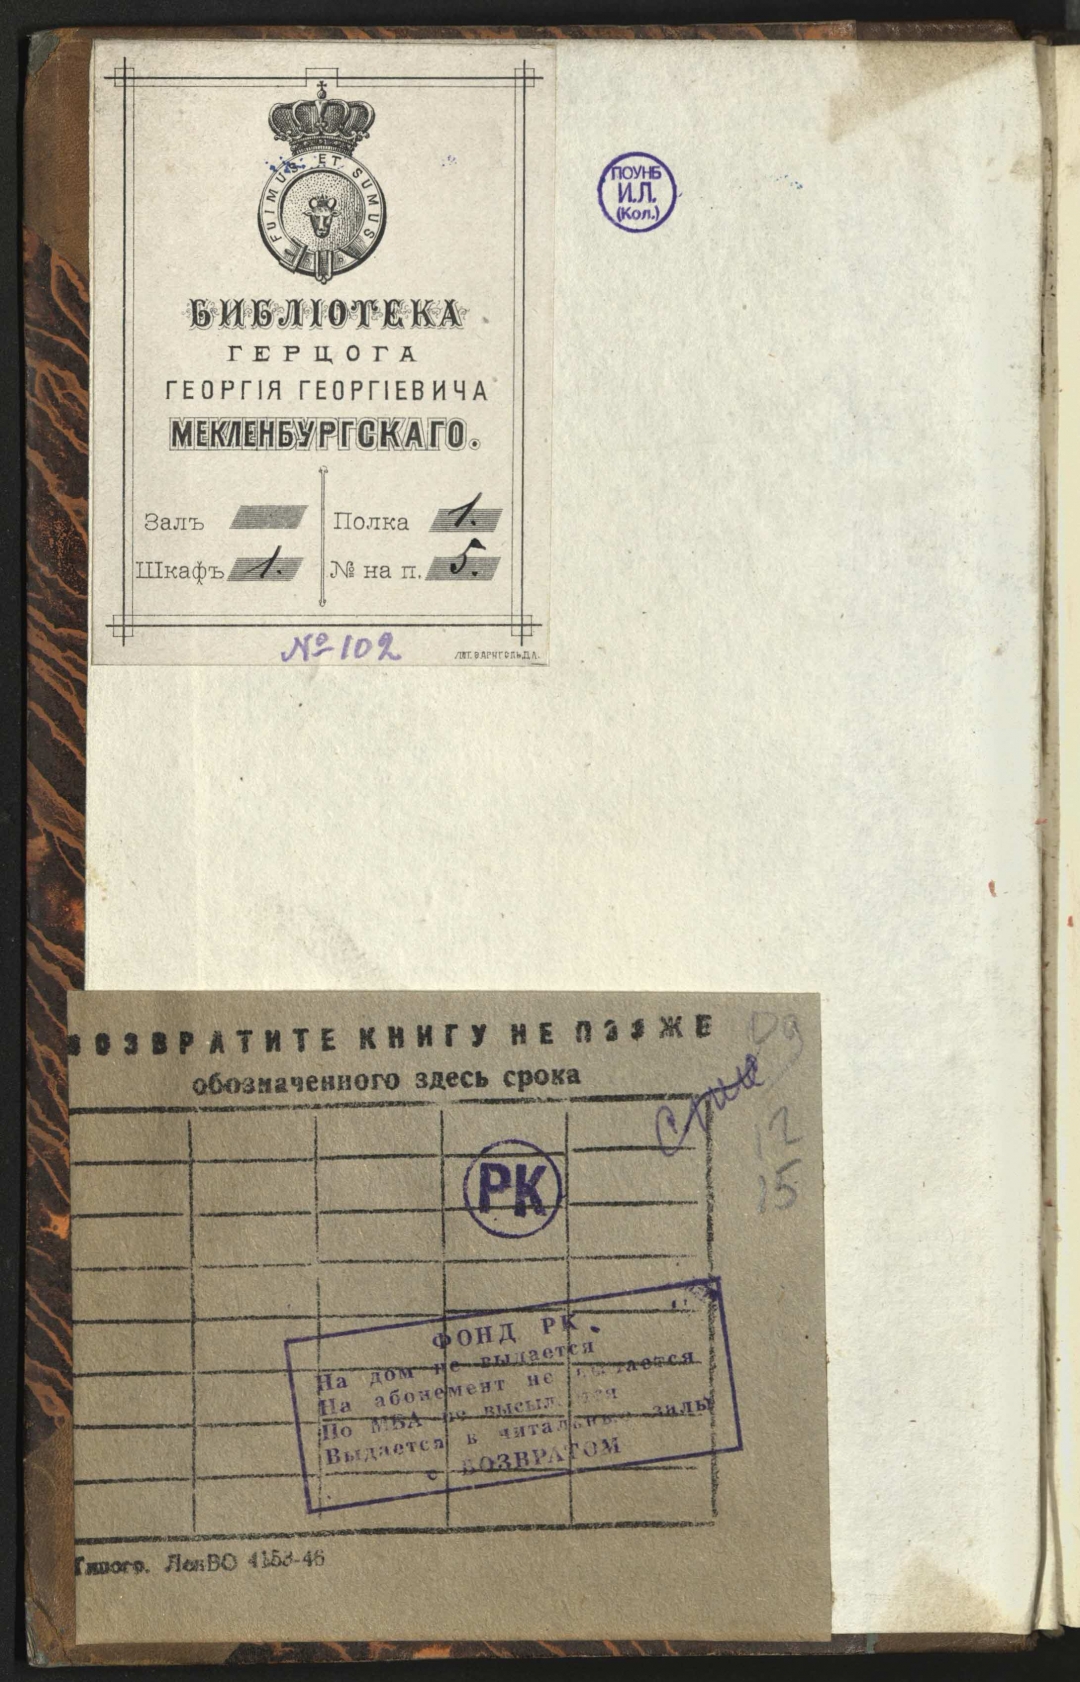 FUIMUS ET SUMUS
БИБЛІОТЕКА
ГЕРЦОГА
ГЕОРГІЯ ГЕОРГІЕВИЧА
МЕКЛЕНБУРГСКАГО.
Залъ Полка 1.
Шкафъ 1. № на п. 5.
№ 102
ПОУНБ
И.Л.
(Кол.)
ВОЗВРАТИТЕ КНИГУ НЕ ПОЗЖЕ
обозначенного здесь срока
12
15
РК
ФОНД РК.
На дом не выдается
На абонемент не выдается
По МБА не высылается
Выдается в читальные залы
с ВОЗВРАТОМ
Типогр. ЛенВО 4153-46